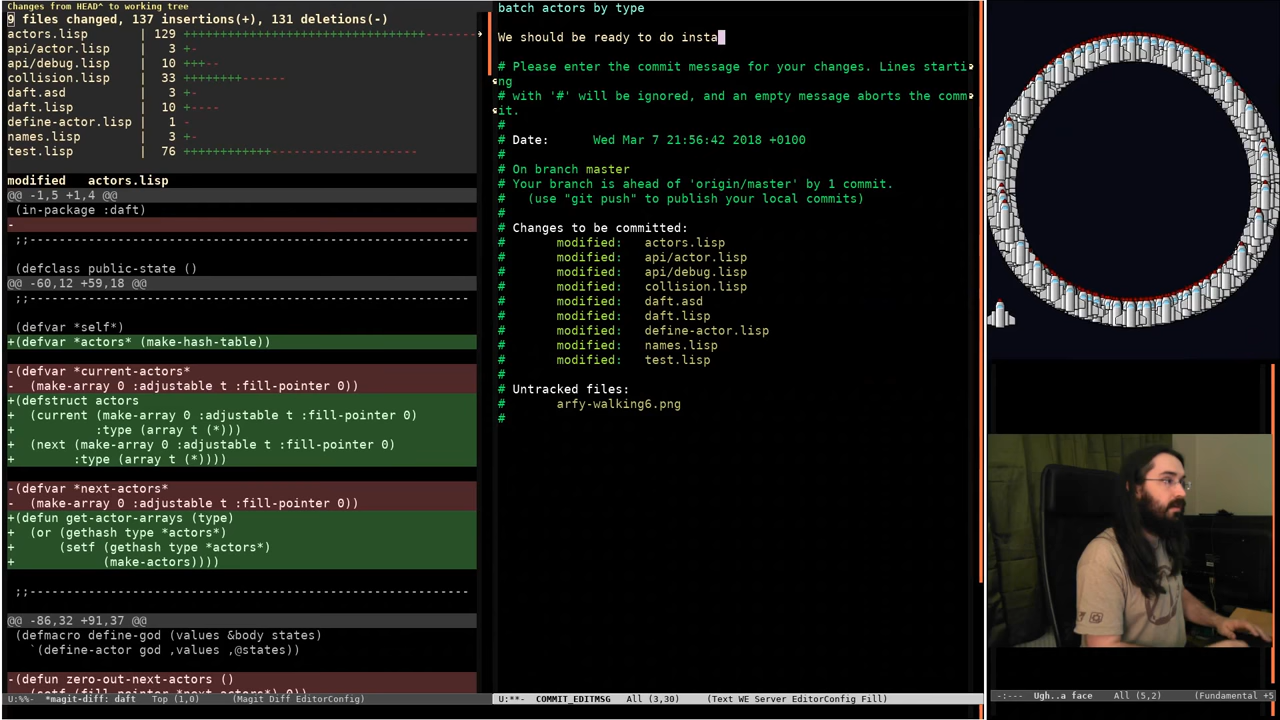 Changes from HEAD^ to working tree
9 files changed, 137 insertions(+), 131 deletions(-)
actors.lisp | 129 ++++++++++++++++++++++++++++++++++-------
api/actor.lisp | 3 +-
api/debug.lisp | 10 +++--
collision.lisp | 33 ++++++++------
daft.asd | 3 +-
daft.lisp | 10 +----
define-actor.lisp | 1 -
names.lisp | 3 +-
test.lisp | 76 ++++++++++++--------------------
modified actors.lisp
@@ -1,5 +1,4 @@
(in-package :daft)
-
;;------------------------------------------------------------
(defclass public-state ()
@@ -60,12 +59,18 @@
;;------------------------------------------------------------
(defvar *self*)
+(defvar *actors* (make-hash-table))
-(defvar *current-actors*
- (make-array 0 :adjustable t :fill-pointer 0))
+(defstruct actors
+ (current (make-array 0 :adjustable t :fill-pointer 0)
+ :type (array t (*)))
+ (next (make-array 0 :adjustable t :fill-pointer 0)
+ :type (array t (*))))
-(defvar *next-actors*
- (make-array 0 :adjustable t :fill-pointer 0))
+(defun get-actor-arrays (type)
+ (or (gethash type *actors*)
+ (setf (gethash type *actors*)
+ (make-actors))))
;;------------------------------------------------------------
@@ -86,32 +91,37 @@
(defmacro define-god (values &body states)
`(define-actor god ,values ,@states))
-(defun zero-out-next-actors ()
- (setf (fill-pointer *next-actors*) 0))
U:%%- *magit-diff: daft Top (1,0) (Magit Diff EditorConfig)
batch actors by type
We should be ready to do insta
# Please enter the commit message for your changes. Lines starti
ng
# with '#' will be ignored, and an empty message aborts the comm
it.
#
# Date: Wed Mar 7 21:56:42 2018 +0100
#
# On branch master
# Your branch is ahead of 'origin/master' by 1 commit.
# (use "git push" to publish your local commits)
#
# Changes to be committed:
# modified: actors.lisp
# modified: api/actor.lisp
# modified: api/debug.lisp
# modified: collision.lisp
# modified: daft.asd
# modified: daft.lisp
# modified: define-actor.lisp
# modified: names.lisp
# modified: test.lisp
#
# Untracked files:
# arfy-walking6.png
#
U:**- COMMIT_EDITMSG All (3,30) (Text WE Server EditorConfig Fill)
-:--- Ugh..a face All (5,2) (Fundamental +5